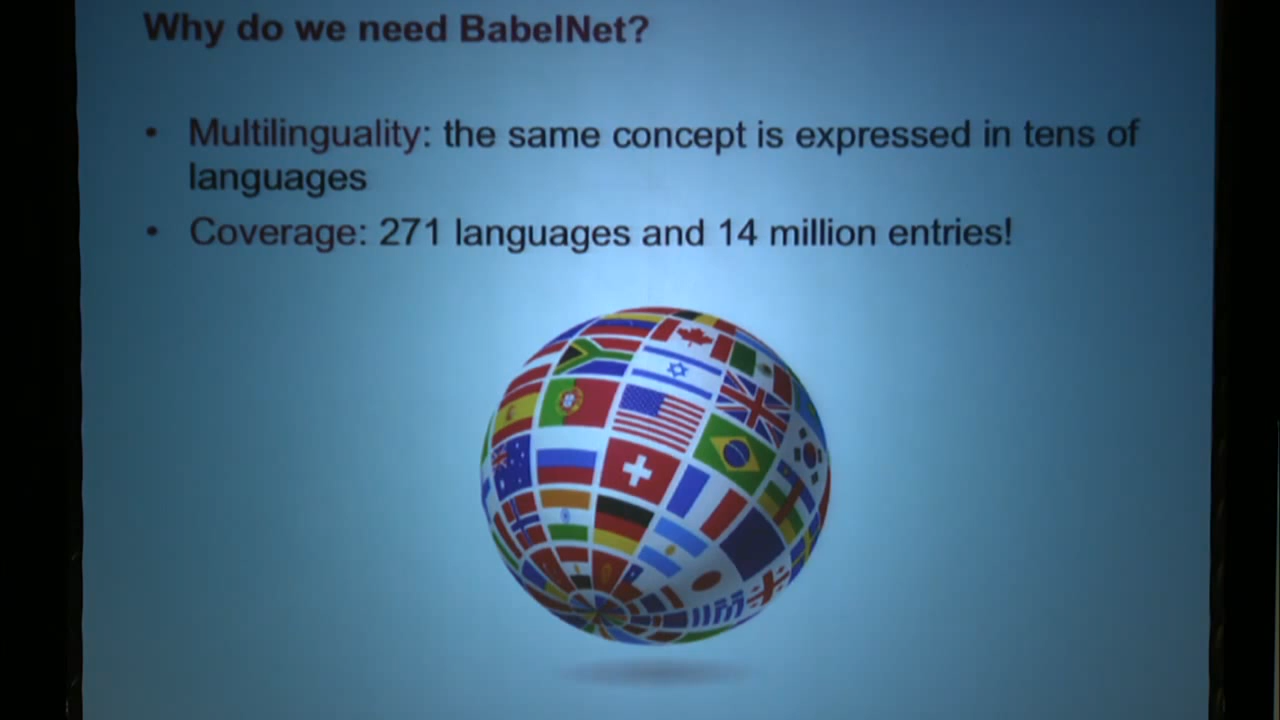 Why do we need BabelNet?
• Multilinguality: the same concept is expressed in tens of
languages
• Coverage: 271 languages and 14 million entries!